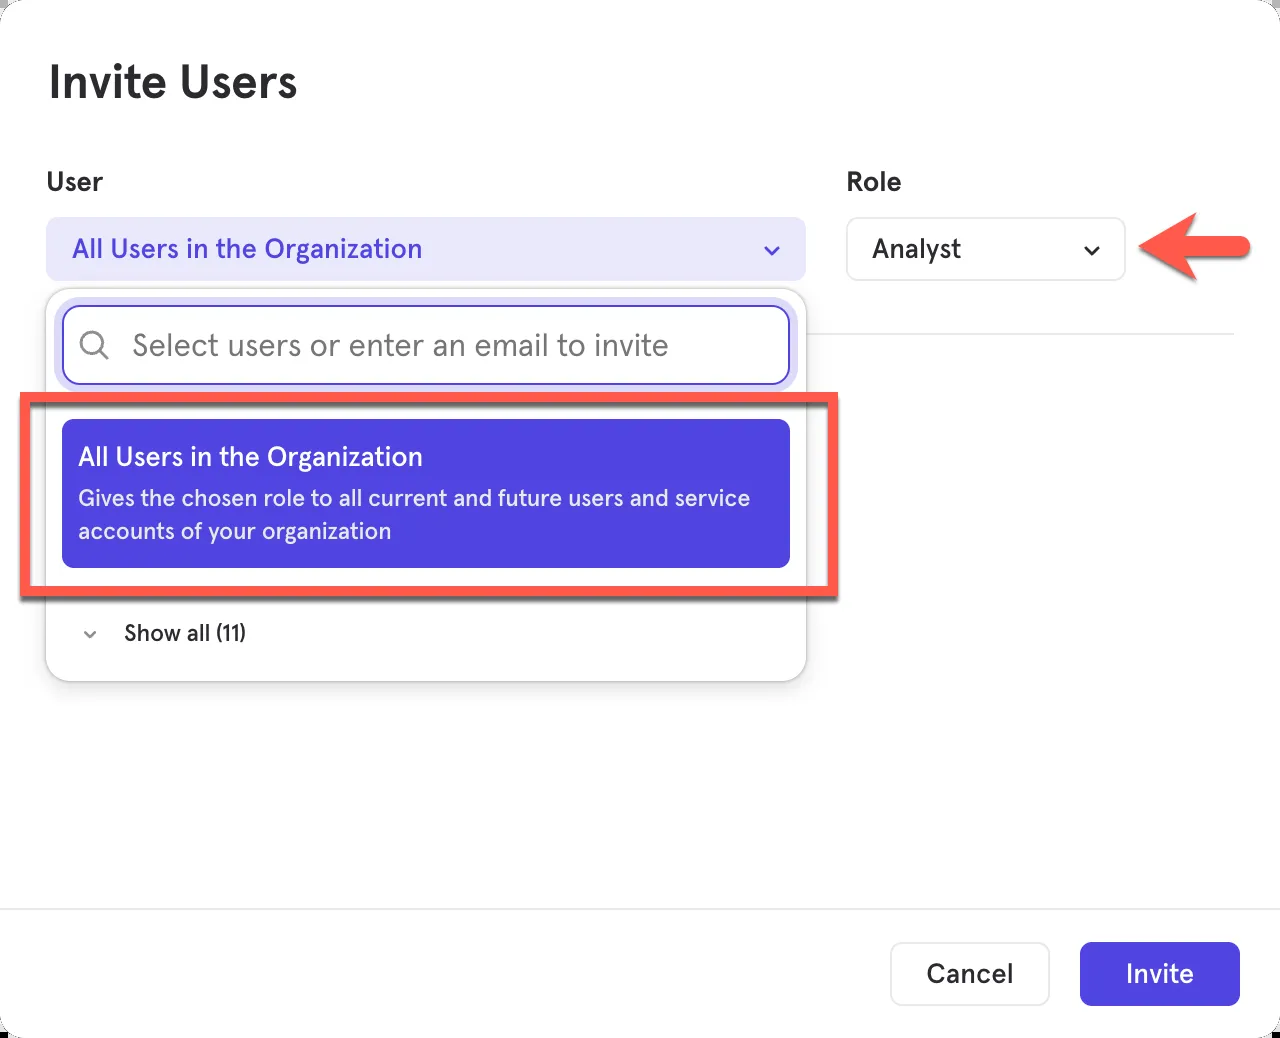 Invite Users
User
Role
All Users in the Organization
Analyst
Select users or enter an email to invite
All Users in the Organization
Gives the chosen role to all current and future users and service
accounts of your organization
Show all (11)
Cancel
Invite